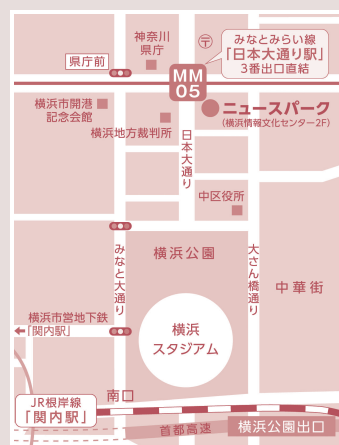 神奈川
県庁
〒
みなとみらい線
「日本大通り駅」
3番出口直結
県庁前
MM
05
横浜市開港
記念会館
横浜地方裁判所
ニュースパーク
(横浜情報文化センター2F)
日本大通り
中区役所
みなと大通り
横浜公園
大さん橋通り
中華街
横浜市営地下鉄
「関内駅」
横浜
スタジアム
JR根岸線
「関内駅」
南口
首都高速
横浜公園出口